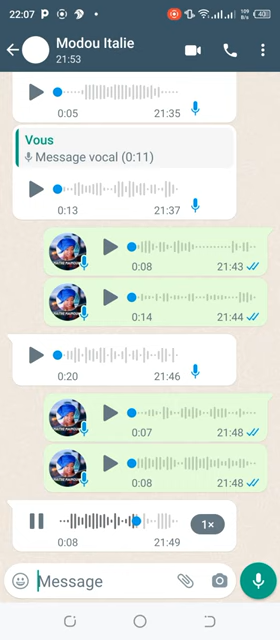 22:07
109
B/s
40
Modou Italie
21:53
0:05 21:35
Vous
Message vocal (0:11)
0:13 21:37
0:08 21:43
0:14 21:44
0:20 21:46
0:07 21:48
0:08 21:48
1×
0:08 21:49
Message